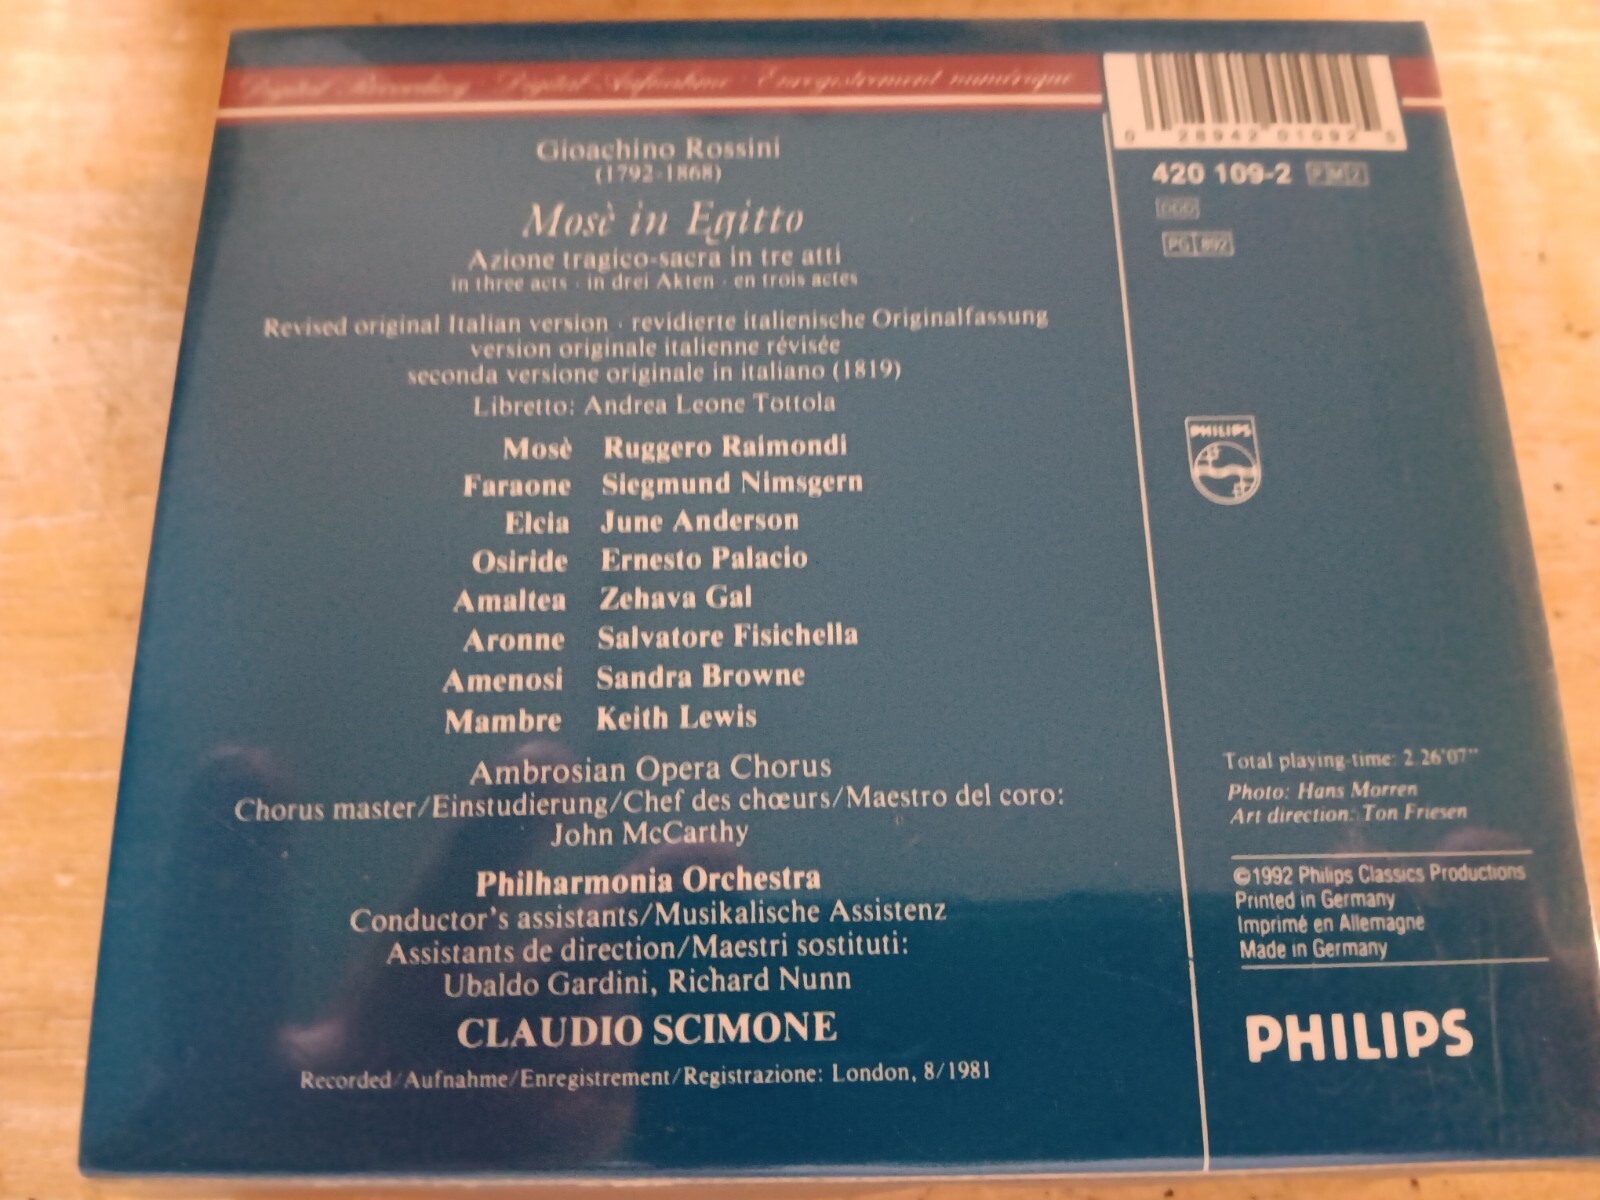 Digital Recording · Digital-Aufnahme · Enregistrement numérique
0 28942 01092 5
420 109-2 PM2
DDD
PG 892
Gioachino Rossini
(1792-1868)
Mosè in Egitto
Azione tragico-sacra in tre atti
in three acts · in drei Akten · en trois actes
Revised original Italian version · revidierte italienische Originalfassung
version originale italienne révisée
seconda versione originale in italiano (1819)
Libretto: Andrea Leone Tottola
Mosè Ruggero Raimondi
Faraone Siegmund Nimsgern
Elcia June Anderson
Osiride Ernesto Palacio
Amaltea Zehava Gal
Aronne Salvatore Fisichella
Amenosi Sandra Browne
Mambre Keith Lewis
Ambrosian Opera Chorus
Chorus master/Einstudierung/Chef des chœurs/Maestro del coro:
John McCarthy
Philharmonia Orchestra
Conductor's assistants/Musikalische Assistenz
Assistants de direction/Maestri sostituti:
Ubaldo Gardini, Richard Nunn
CLAUDIO SCIMONE
Recorded/Aufnahme/Enregistrement/Registrazione: London, 8/1981
PHILIPS
Total playing-time: 2.26'07"
Photo: Hans Morren
Art direction: Ton Friesen
©1992 Philips Classics Productions
Printed in Germany
Imprimé en Allemagne
Made in Germany
PHILIPS